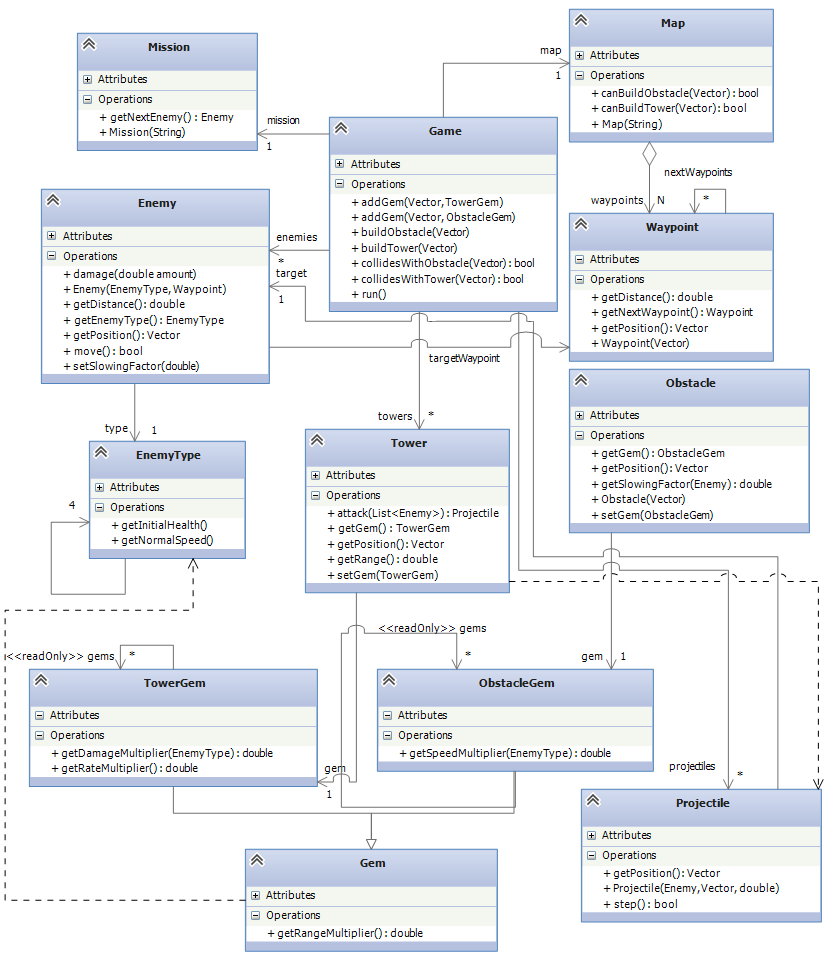 Mission
Attributes
Operations
+ getNextEnemy() : Enemy
+ Mission(String)
mission
1
map
1
Map
Attributes
Operations
+ canBuildObstacle(Vector) : bool
+ canBuildTower(Vector) : bool
+ Map(String)
Game
Attributes
Operations
+ addGem(Vector, TowerGem)
+ addGem(Vector, ObstacleGem)
+ buildObstacle(Vector)
+ buildTower(Vector)
+ collidesWithObstacle(Vector) : bool
+ collidesWithTower(Vector) : bool
+ run()
nextWaypoints
*
waypoints
N
Enemy
Attributes
Operations
+ damage(double amount)
+ Enemy(EnemyType, Waypoint)
+ getDistance() : double
+ getEnemyType() : EnemyType
+ getPosition() : Vector
+ move() : bool
+ setSlowingFactor(double)
enemies
*
target
1
Waypoint
Attributes
Operations
+ getDistance() : double
+ getNextWaypoint() : Waypoint
+ getPosition() : Vector
+ Waypoint(Vector)
targetWaypoint
type
1
towers
*
Obstacle
Attributes
Operations
+ getGem() : ObstacleGem
+ getPosition() : Vector
+ getSlowingFactor(Enemy) : double
+ Obstacle(Vector)
+ setGem(ObstacleGem)
EnemyType
Attributes
Operations
+ getInitialHealth()
+ getNormalSpeed()
4
Tower
Attributes
Operations
+ attack(List<Enemy>) : Projectile
+ getGem() : TowerGem
+ getPosition() : Vector
+ getRange() : double
+ setGem(TowerGem)
<<readOnly>> gems
*
<<readOnly>> gems
*
gem
1
TowerGem
Attributes
Operations
+ getDamageMultiplier(EnemyType) : double
+ getRateMultiplier() : double
gem
1
ObstacleGem
Attributes
Operations
+ getSpeedMultiplier(EnemyType) : double
projectiles
*
Projectile
Attributes
Operations
+ getPosition() : Vector
+ Projectile(Enemy, Vector, double)
+ step() : bool
Gem
Attributes
Operations
+ getRangeMultiplier() : double